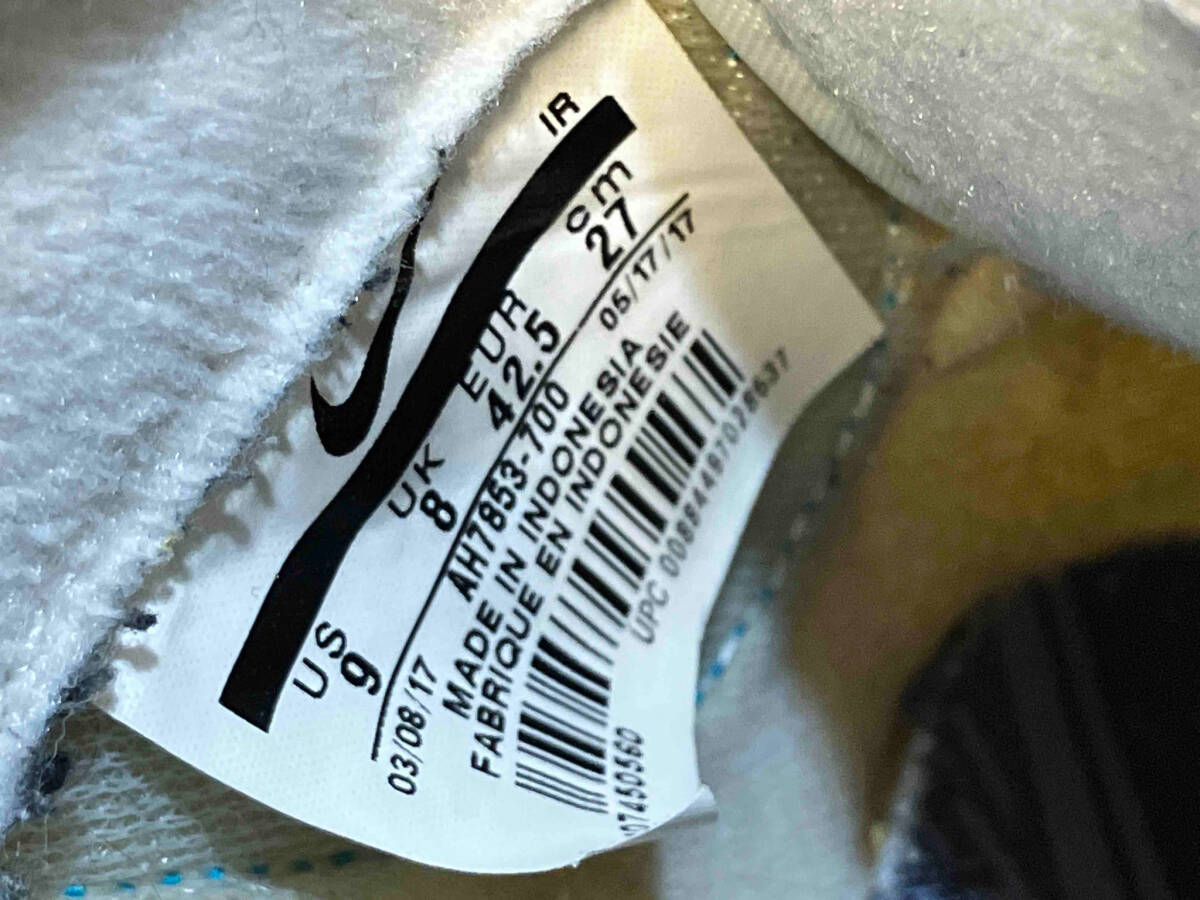 IR
US UK EUR cm
9 8 42.5 27
03/08/17 AH7853-700 05/17/17
MADE IN INDONESIA
FABRIQUE EN INDONESIE
UPC